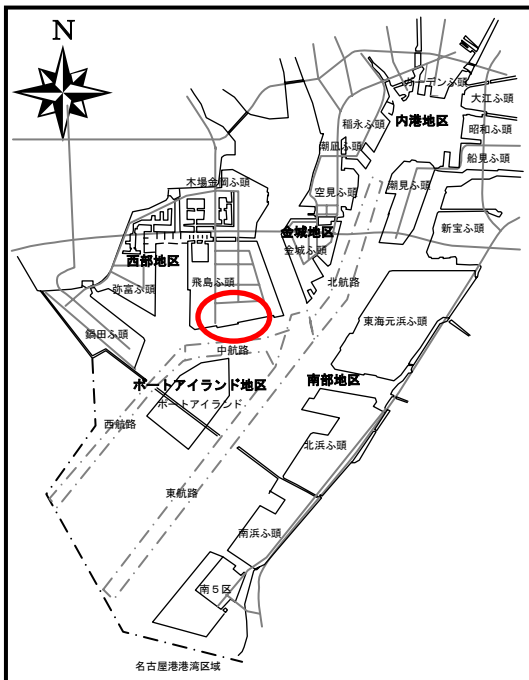 N
ガーデンふ頭
大江ふ頭
稲永ふ頭
内港地区
昭和ふ頭
潮凪ふ頭
船見ふ頭
木場金岡ふ頭
空見ふ頭
潮見ふ頭
金城地区
新宝ふ頭
金城ふ頭
西部地区
弥富ふ頭
飛島ふ頭
北航路
鍋田ふ頭
東海元浜ふ頭
中航路
ポートアイランド地区
南部地区
ポートアイランド
西航路
北浜ふ頭
東航路
南浜ふ頭
南5区
名古屋港港湾区域